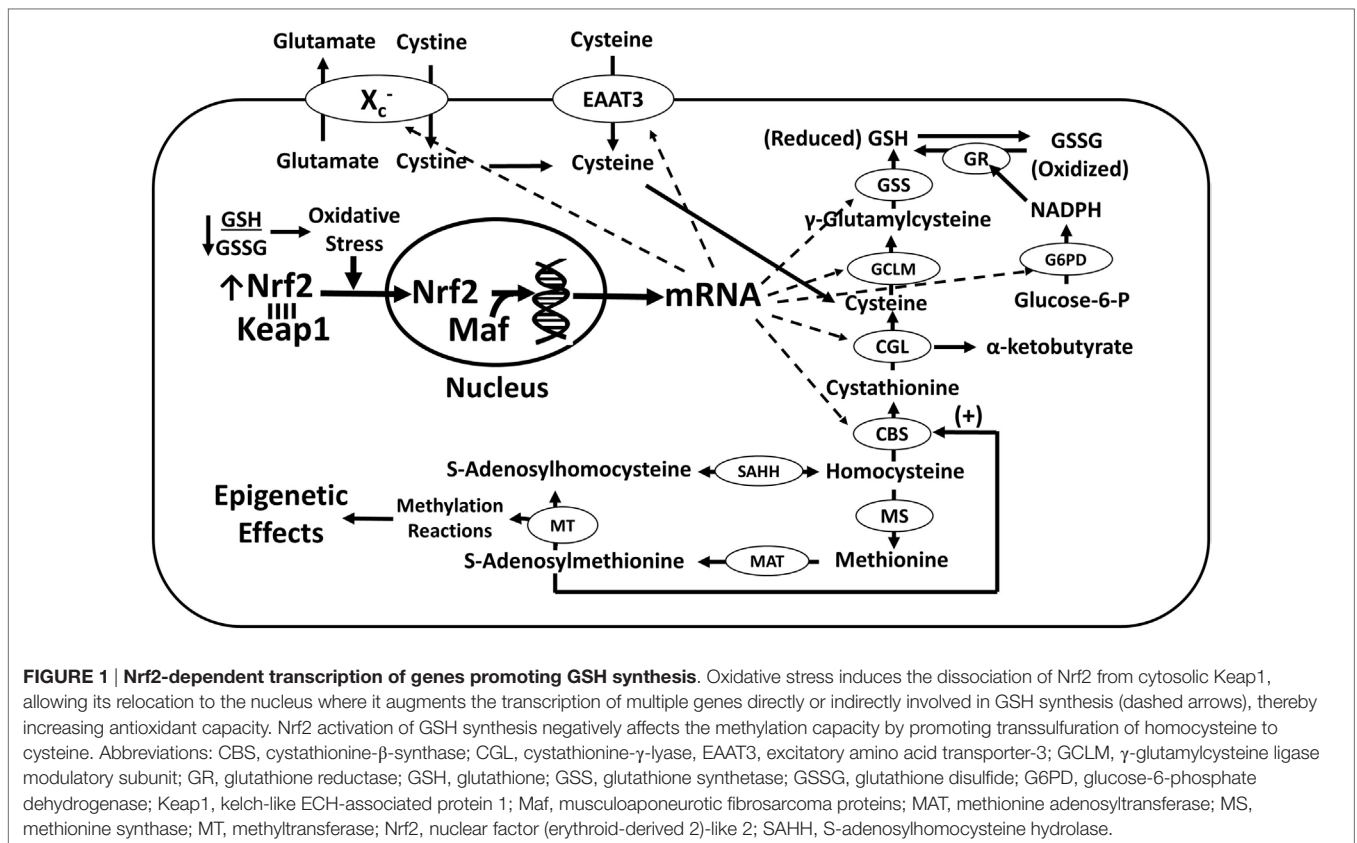 Glutamate Cystine
Cysteine
Xc-
EAAT3
Glutamate Cystine
Cysteine
(Reduced) GSH
GSSG
(Oxidized)
GR
GSS
NADPH
γ-Glutamylcysteine
GSH
GSSG
Oxidative
Stress
↑Nrf2
Keap1
Nrf2
Maf
Nucleus
mRNA
GCLM
G6PD
Cysteine
Glucose-6-P
CGL
α-ketobutyrate
Cystathionine
(+)
CBS
S-Adenosylhomocysteine
SAHH
Homocysteine
Epigenetic
Effects
Methylation
Reactions
MT
MS
S-Adenosylmethionine
MAT
Methionine
FIGURE 1 | Nrf2-dependent transcription of genes promoting GSH synthesis. Oxidative stress induces the dissociation of Nrf2 from cytosolic Keap1,
allowing its relocation to the nucleus where it augments the transcription of multiple genes directly or indirectly involved in GSH synthesis (dashed arrows), thereby
increasing antioxidant capacity. Nrf2 activation of GSH synthesis negatively affects the methylation capacity by promoting transsulfuration of homocysteine to
cysteine. Abbreviations: CBS, cystathionine-β-synthase; CGL, cystathionine-γ-lyase, EAAT3, excitatory amino acid transporter-3; GCLM, γ-glutamylcysteine ligase
modulatory subunit; GR, glutathione reductase; GSH, glutathione; GSS, glutathione synthetase; GSSG, glutathione disulfide; G6PD, glucose-6-phosphate
dehydrogenase; Keap1, kelch-like ECH-associated protein 1; Maf, musculoaponeurotic fibrosarcoma proteins; MAT, methionine adenosyltransferase; MS,
methionine synthase; MT, methyltransferase; Nrf2, nuclear factor (erythroid-derived 2)-like 2; SAHH, S-adenosylhomocysteine hydrolase.